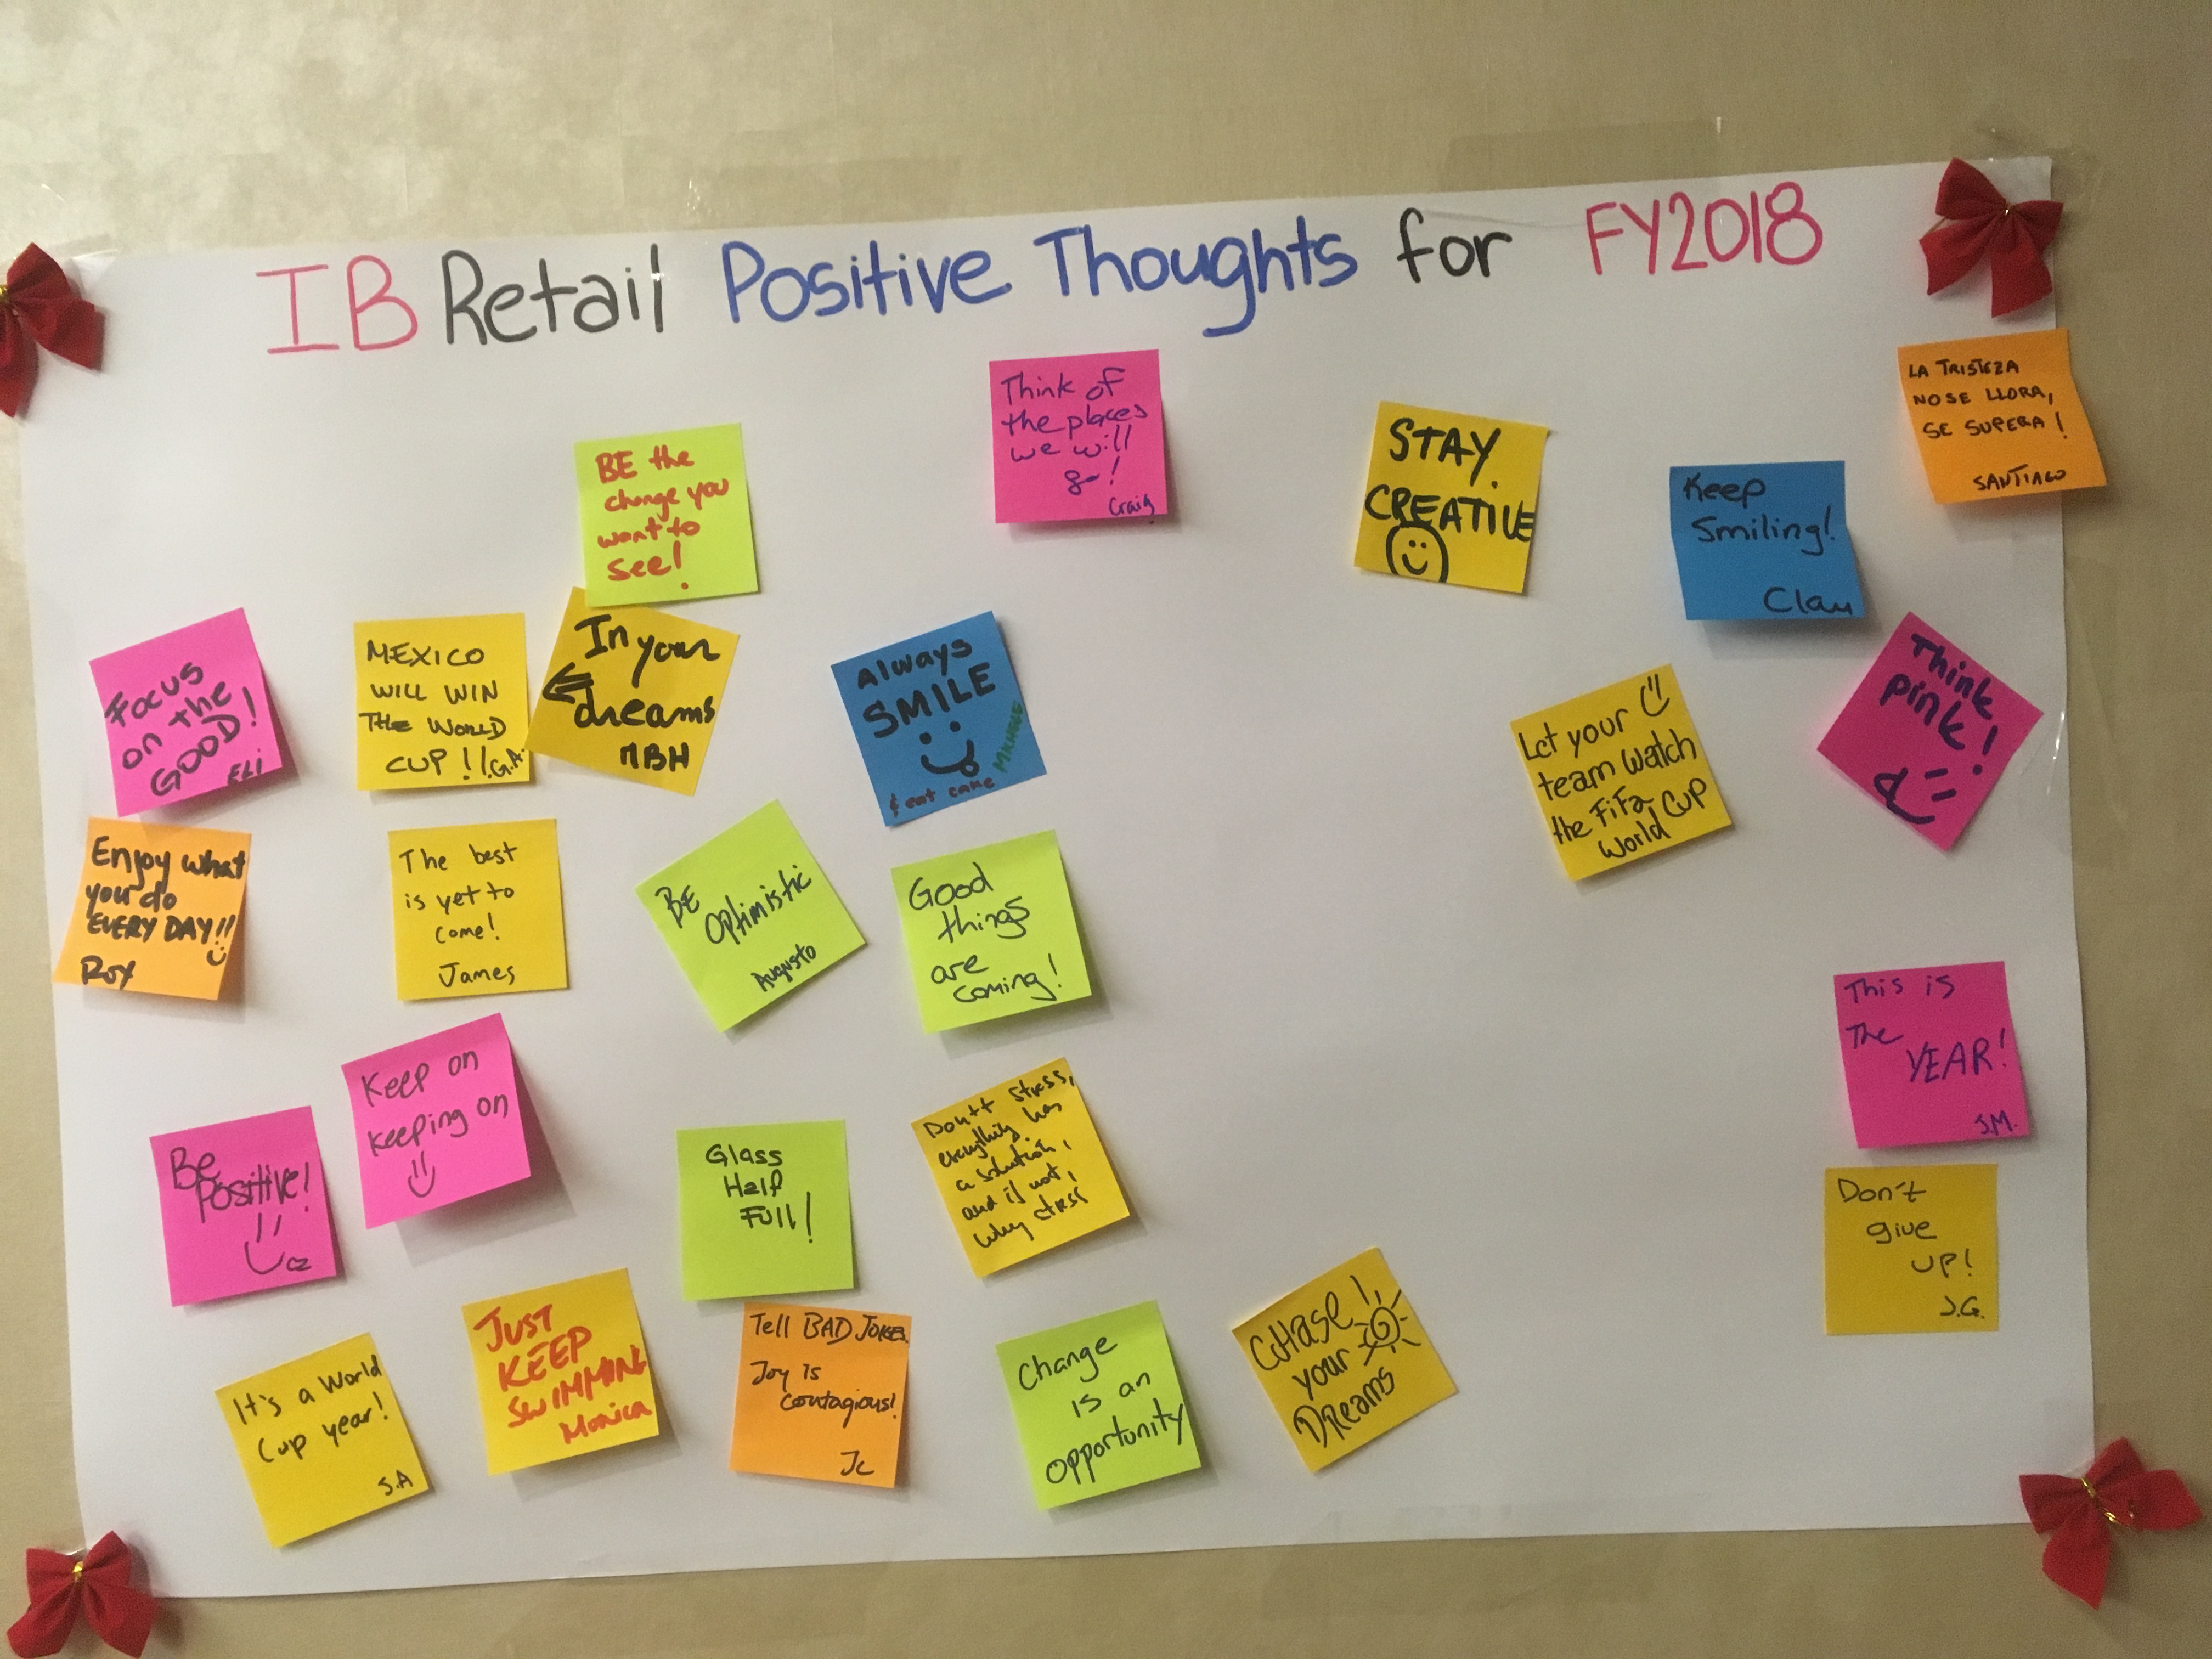 IB Retail Positive Thoughts for FY2018
Think of
the places
we will
go!
Craig
LA TRISTEZA
NO SE LLORA,
SE SUPERA!
SANTIAGO
BE the
change you
want to
see!
STAY
CREATIVE
Keep
Smiling!
Clau
Focus
on the
GOOD!
ELi
MEXICO
WILL WIN
THE WORLD
CUP!!
G.A.
In your
dreams
MBH
Always
SMILE
& eat cake
Let your
team watch
the FiFa
World CUP
Think
pink!
Enjoy what
you do
EVERY DAY!!
Roy
The best
is yet to
come!
James
BE
Optimistic
Augusto
Good
things
are
coming!
This is
The
YEAR!
J.M.
Keep on
keeping on
Be
Positive!
CZ
Glass
Half
Full!
Don't stress,
everything has
a solution,
and if not,
why stress
Don't
give
UP!
J.G.
It's a World
Cup year!
S.A
JUST
KEEP
SWIMMING
Monica
Tell BAD JOKES.
Joy is
contagious!
JC
Change
is an
opportunity
CHase!
your
DReams